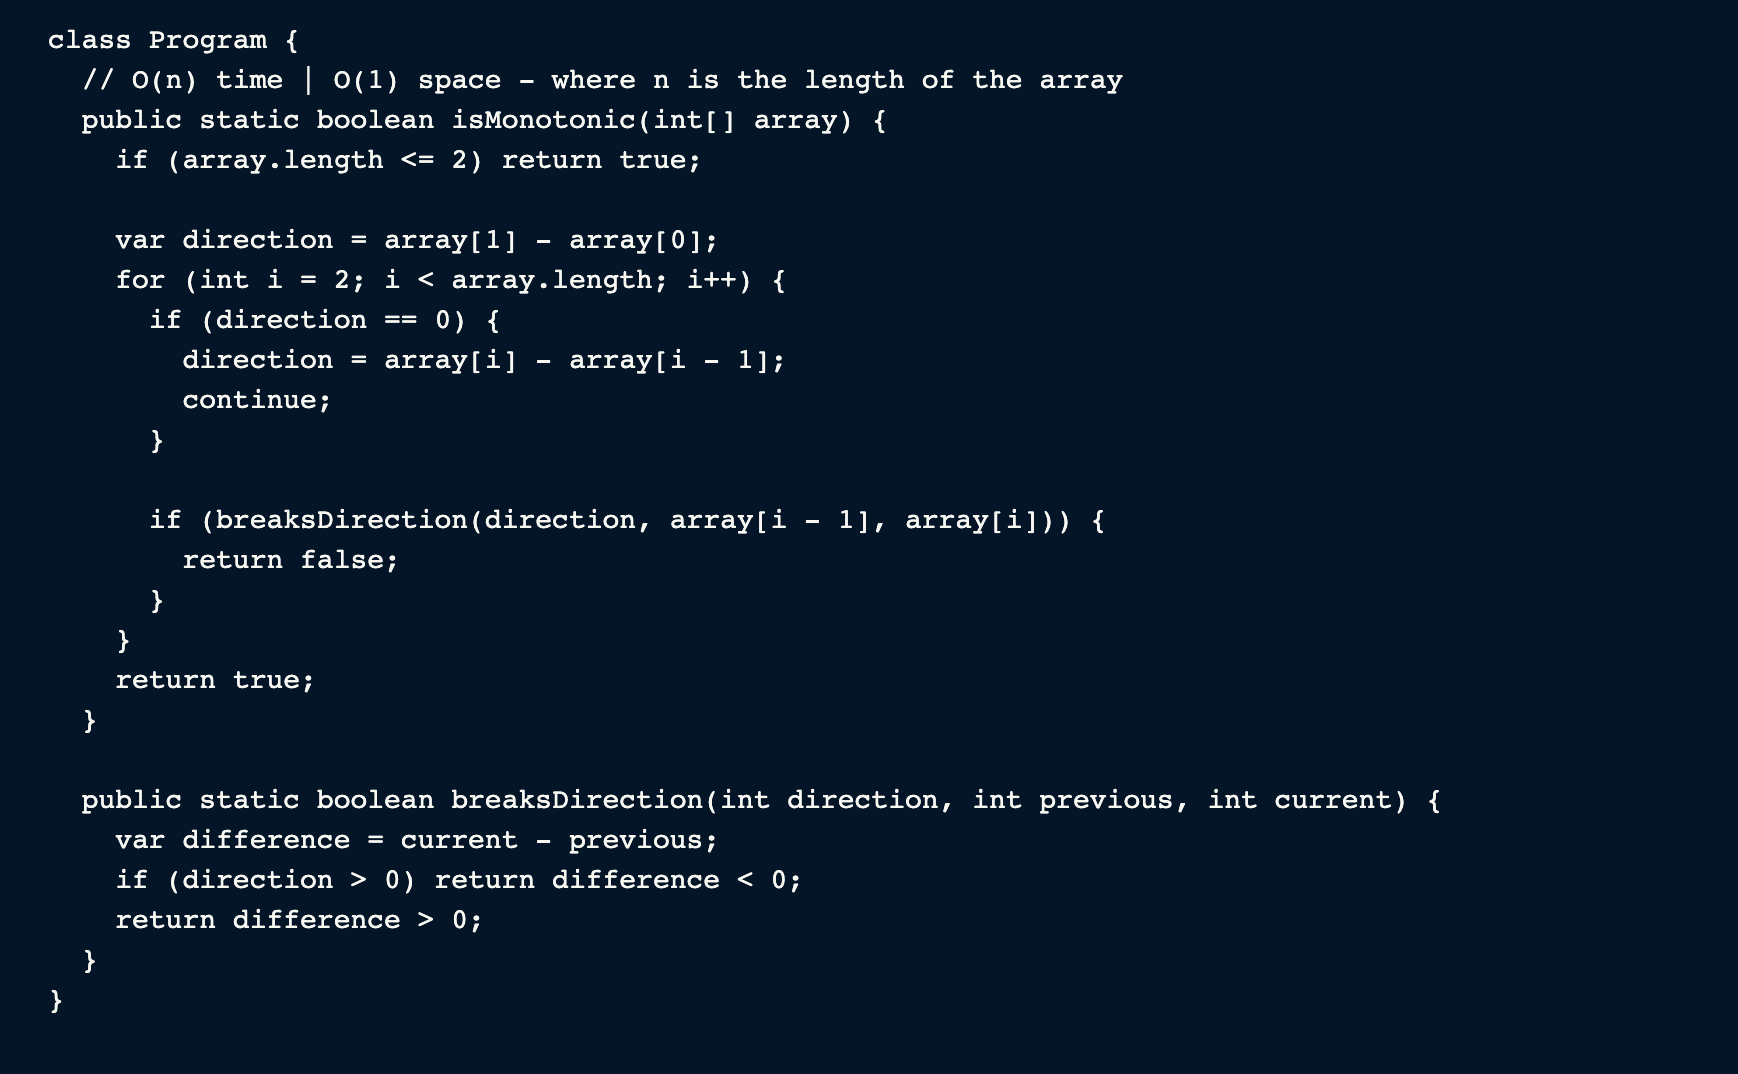 class Program {
  // O(n) time | O(1) space – where n is the length of the array
  public static boolean isMonotonic(int[] array) {
    if (array.length <= 2) return true;

    var direction = array[1] – array[0];
    for (int i = 2; i < array.length; i++) {
      if (direction == 0) {
        direction = array[i] – array[i – 1];
        continue;
      }

      if (breaksDirection(direction, array[i – 1], array[i])) {
        return false;
      }
    }
    return true;
  }

  public static boolean breaksDirection(int direction, int previous, int current) {
    var difference = current – previous;
    if (direction > 0) return difference < 0;
    return difference > 0;
  }
}